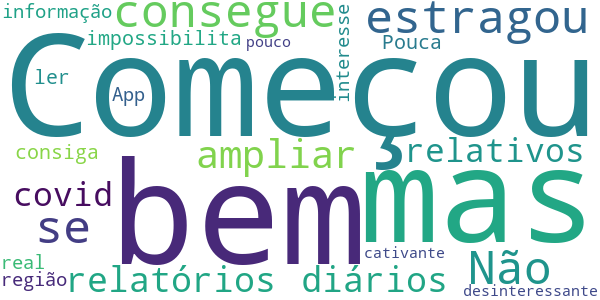 informação consegue estragou
impossibilita pouco interesse Pouca
Começou
ler App
consiga ampliar relativos
covid bem mas
se
cativante Não
real
região relatórios diários desinteressante